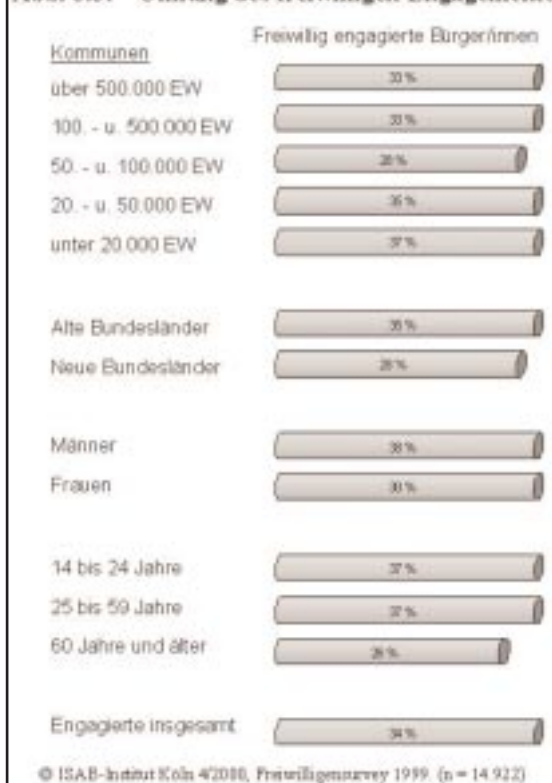 Freiwillig engagierte Bürger/innen
Kommunen
über 500.000 EW 33 %
100. - u. 500.000 EW 33 %
50. - u. 100.000 EW 28 %
20. - u. 50.000 EW 36 %
unter 20.000 EW 37 %
Alte Bundesländer 35 %
Neue Bundesländer 28 %
Männer 38 %
Frauen 30 %
14 bis 24 Jahre 37 %
25 bis 59 Jahre 37 %
60 Jahre und älter 26 %
Engagierte insgesamt 34 %
© ISAB-Institut Köln 4/2000, Freiwilligensurvey 1999 (n = 14.922)